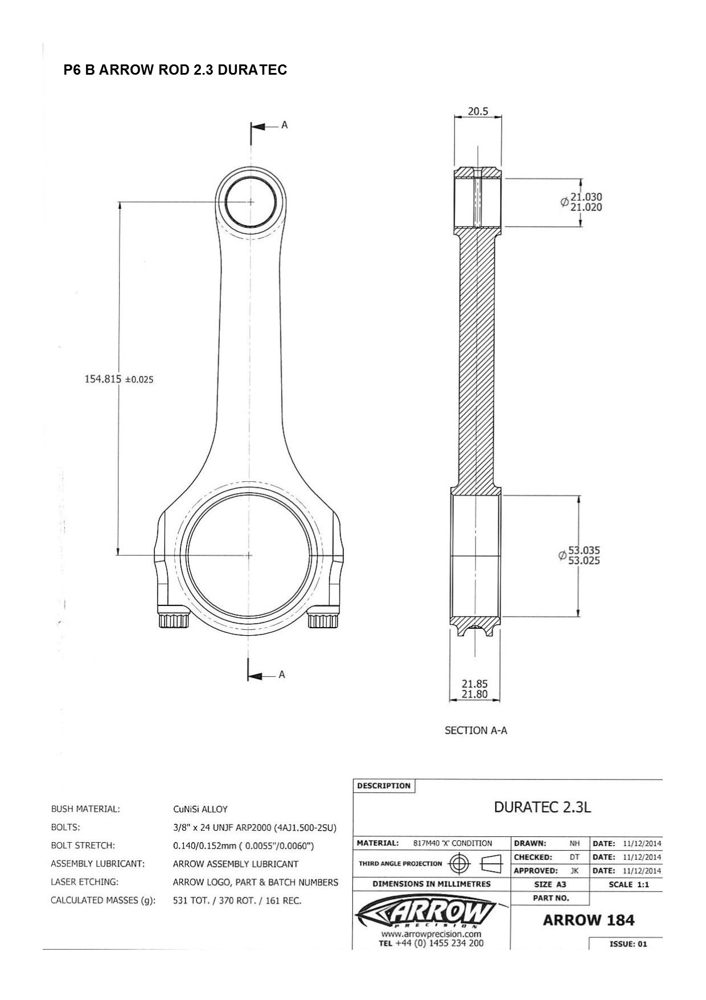 P6 B ARROW ROD 2.3 DURATEC
20.5
A
⌀21.030
21.020
154.815 ±0.025
⌀53.035
53.025
A
21.85
21.80
SECTION A-A
DESCRIPTION
DURATEC 2.3L
BUSH MATERIAL: CuNiSi ALLOY
BOLTS: 3/8" x 24 UNJF ARP2000 (4AJ1.500-2SU)
BOLT STRETCH: 0.140/0.152mm ( 0.0055"/0.0060")
ASSEMBLY LUBRICANT: ARROW ASSEMBLY LUBRICANT
LASER ETCHING: ARROW LOGO, PART & BATCH NUMBERS
CALCULATED MASSES (g): 531 TOT. / 370 ROT. / 161 REC.
MATERIAL: 817M40 'X' CONDITION
DRAWN: NH DATE: 11/12/2014
THIRD ANGLE PROJECTION
CHECKED: DT DATE: 11/12/2014
APPROVED: JK DATE: 11/12/2014
DIMENSIONS IN MILLIMETRES
SIZE A3 SCALE 1:1
PART NO.
ARROW 184
ISSUE: 01
ARROW
PRECISION
www.arrowprecision.com
TEL +44 (0) 1455 234 200